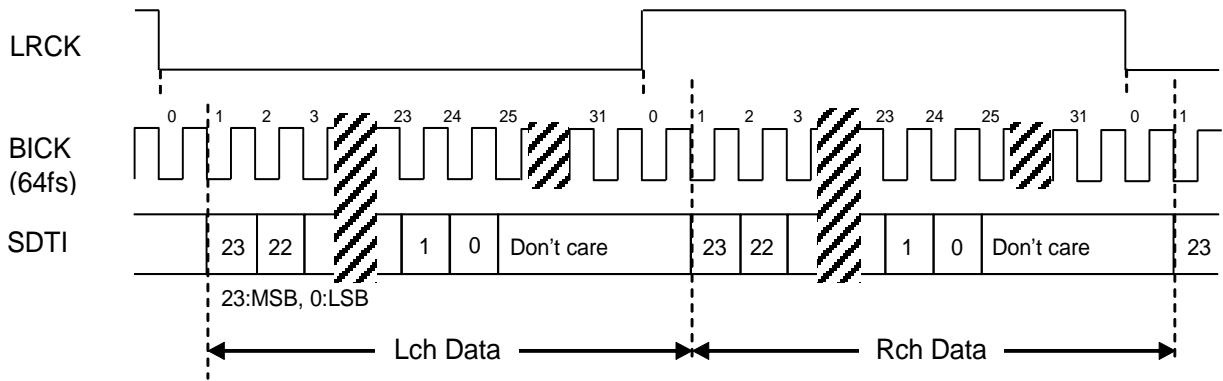 LRCK
0 1 2 3 23 24 25 31 0 1 2 3 23 24 25 31 0 1
BICK
(64fs)
SDTI 23 22 1 0 Don't care 23 22 1 0 Don't care 23
23:MSB, 0:LSB
Lch Data Rch Data